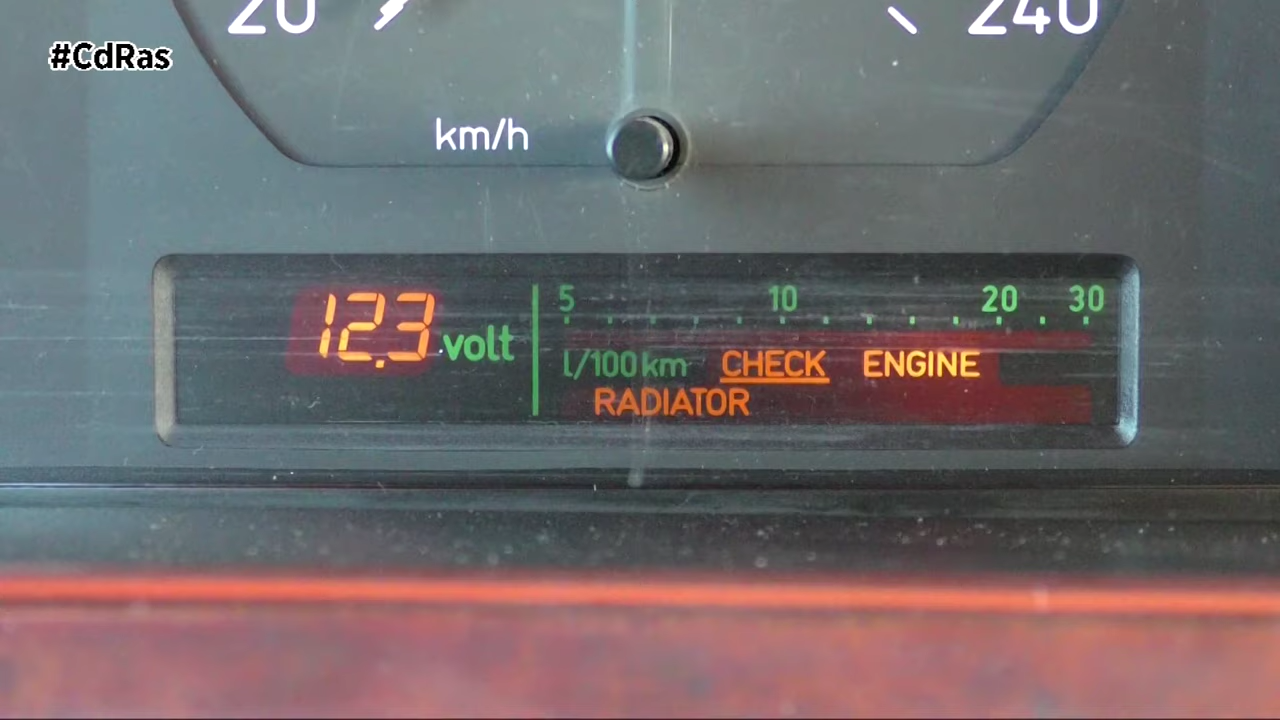 #CdRas
20 240
km/h
12.3 volt
5 10 20 30
l/100km CHECK ENGINE
RADIATOR